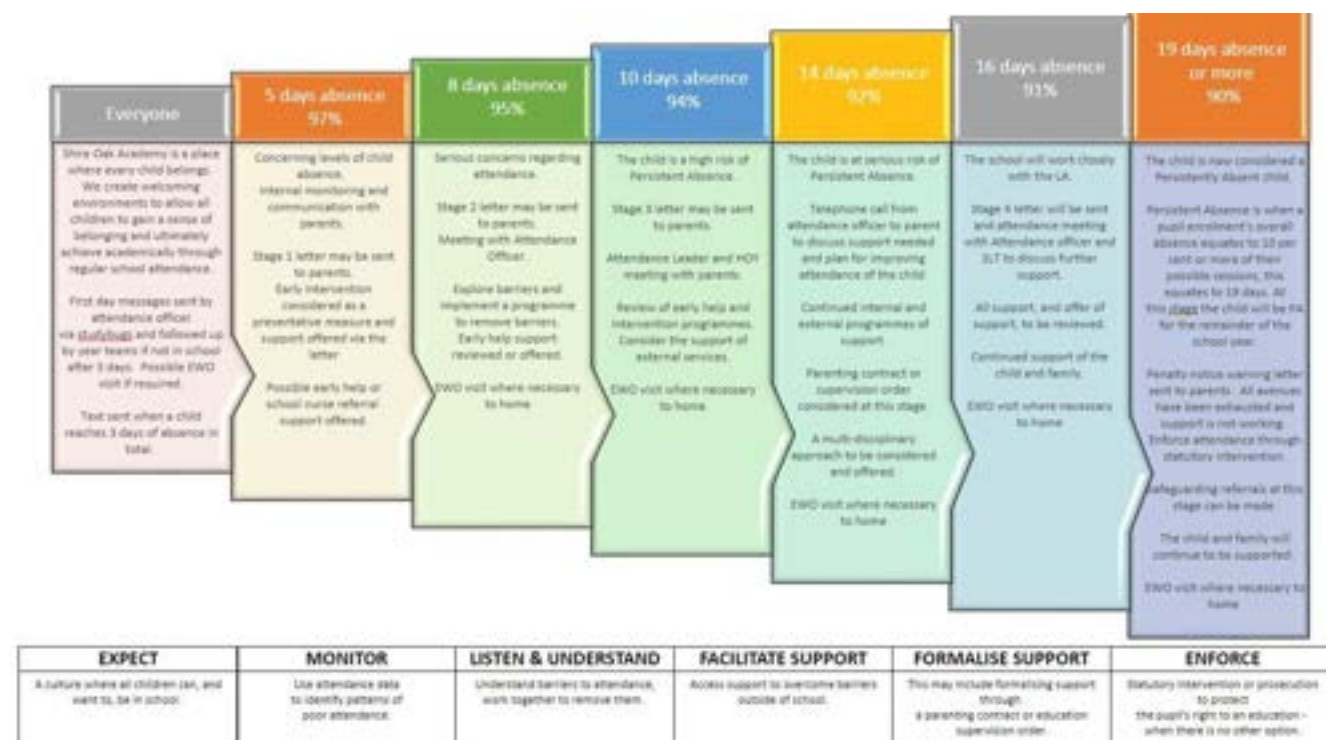 Everyone
Shire Oak Academy is a place
where every child belongs.
We create welcoming
environments to allow all
children to gain a sense of
belonging and ultimately
achieve academically through
regular school attendance.
First day messages sent by
attendance officer
via studybugs and followed up
by year teams if not in school
after 3 days. Possible EWO
visit if required.
Text sent when a child
reaches 3 days of absence in
total.
5 days absence
97%
Concerning levels of child
absence.
Internal monitoring and
communication with
parents.
Stage 1 letter may be sent
to parents.
Early intervention
considered as a
preventative measure and
support offered via the
letter
Possible early help or
school nurse referral
support offered.
8 days absence
95%
Serious concerns regarding
attendance.
Stage 2 letter may be sent
to parents.
Meeting with Attendance
Officer.
Explore barriers and
implement a programme
to remove barriers.
Early help support
reviewed or offered.
EWO visit where necessary
to home
10 days absence
94%
The child is a high risk of
Persistent Absence.
Stage 3 letter may be sent
to parents.
Attendance Leader and HOY
meeting with parents.
Review of early help and
intervention programmes.
Consider the support of
external services.
EWO visit where necessary
to home
14 days absence
92%
The child is at serious risk of
Persistent Absence.
Telephone call from
attendance officer to parent
to discuss support needed
and plan for improving
attendance of the child
Continued internal and
external programmes of
support.
Parenting contract or
supervision order
considered at this stage
A multi-disciplinary
approach to be considered
and offered.
EWO visit where necessary
to home
16 days absence
91%
The school will work closely
with the LA.
Stage 4 letter will be sent
and attendance meeting
with Attendance officer and
SLT to discuss further
support.
All support, and offer of
support, to be reviewed.
Continued support of the
child and family.
EWO visit where necessary
to home
19 days absence
or more
90%
The child is now considered a
Persistently Absent child.
Persistent Absence is when a
pupil enrolment's overall
absence equates to 10 per
cent or more of their
possible sessions, this
equates to 19 days. At
this stage the child will be PA
for the remainder of the
school year.
Penalty notice warning letter
sent to parents. All avenues
have been exhausted and
support is not working.
Enforce attendance through
statutory intervention.
Safeguarding referrals at this
stage can be made
The child and family will
continue to be supported.
EWO visit where necessary to
home
EXPECT
A culture where all children can, and
want to, be in school
MONITOR
Use attendance data
to identify patterns of
poor attendance.
LISTEN & UNDERSTAND
Understand barriers to attendance,
work together to remove them.
FACILITATE SUPPORT
Access support to overcome barriers
outside of school.
FORMALISE SUPPORT
This may include formalising support
through
a parenting contract or education
supervision order.
ENFORCE
Statutory intervention or prosecution
to protect
the pupil's right to an education -
when there is no other option.